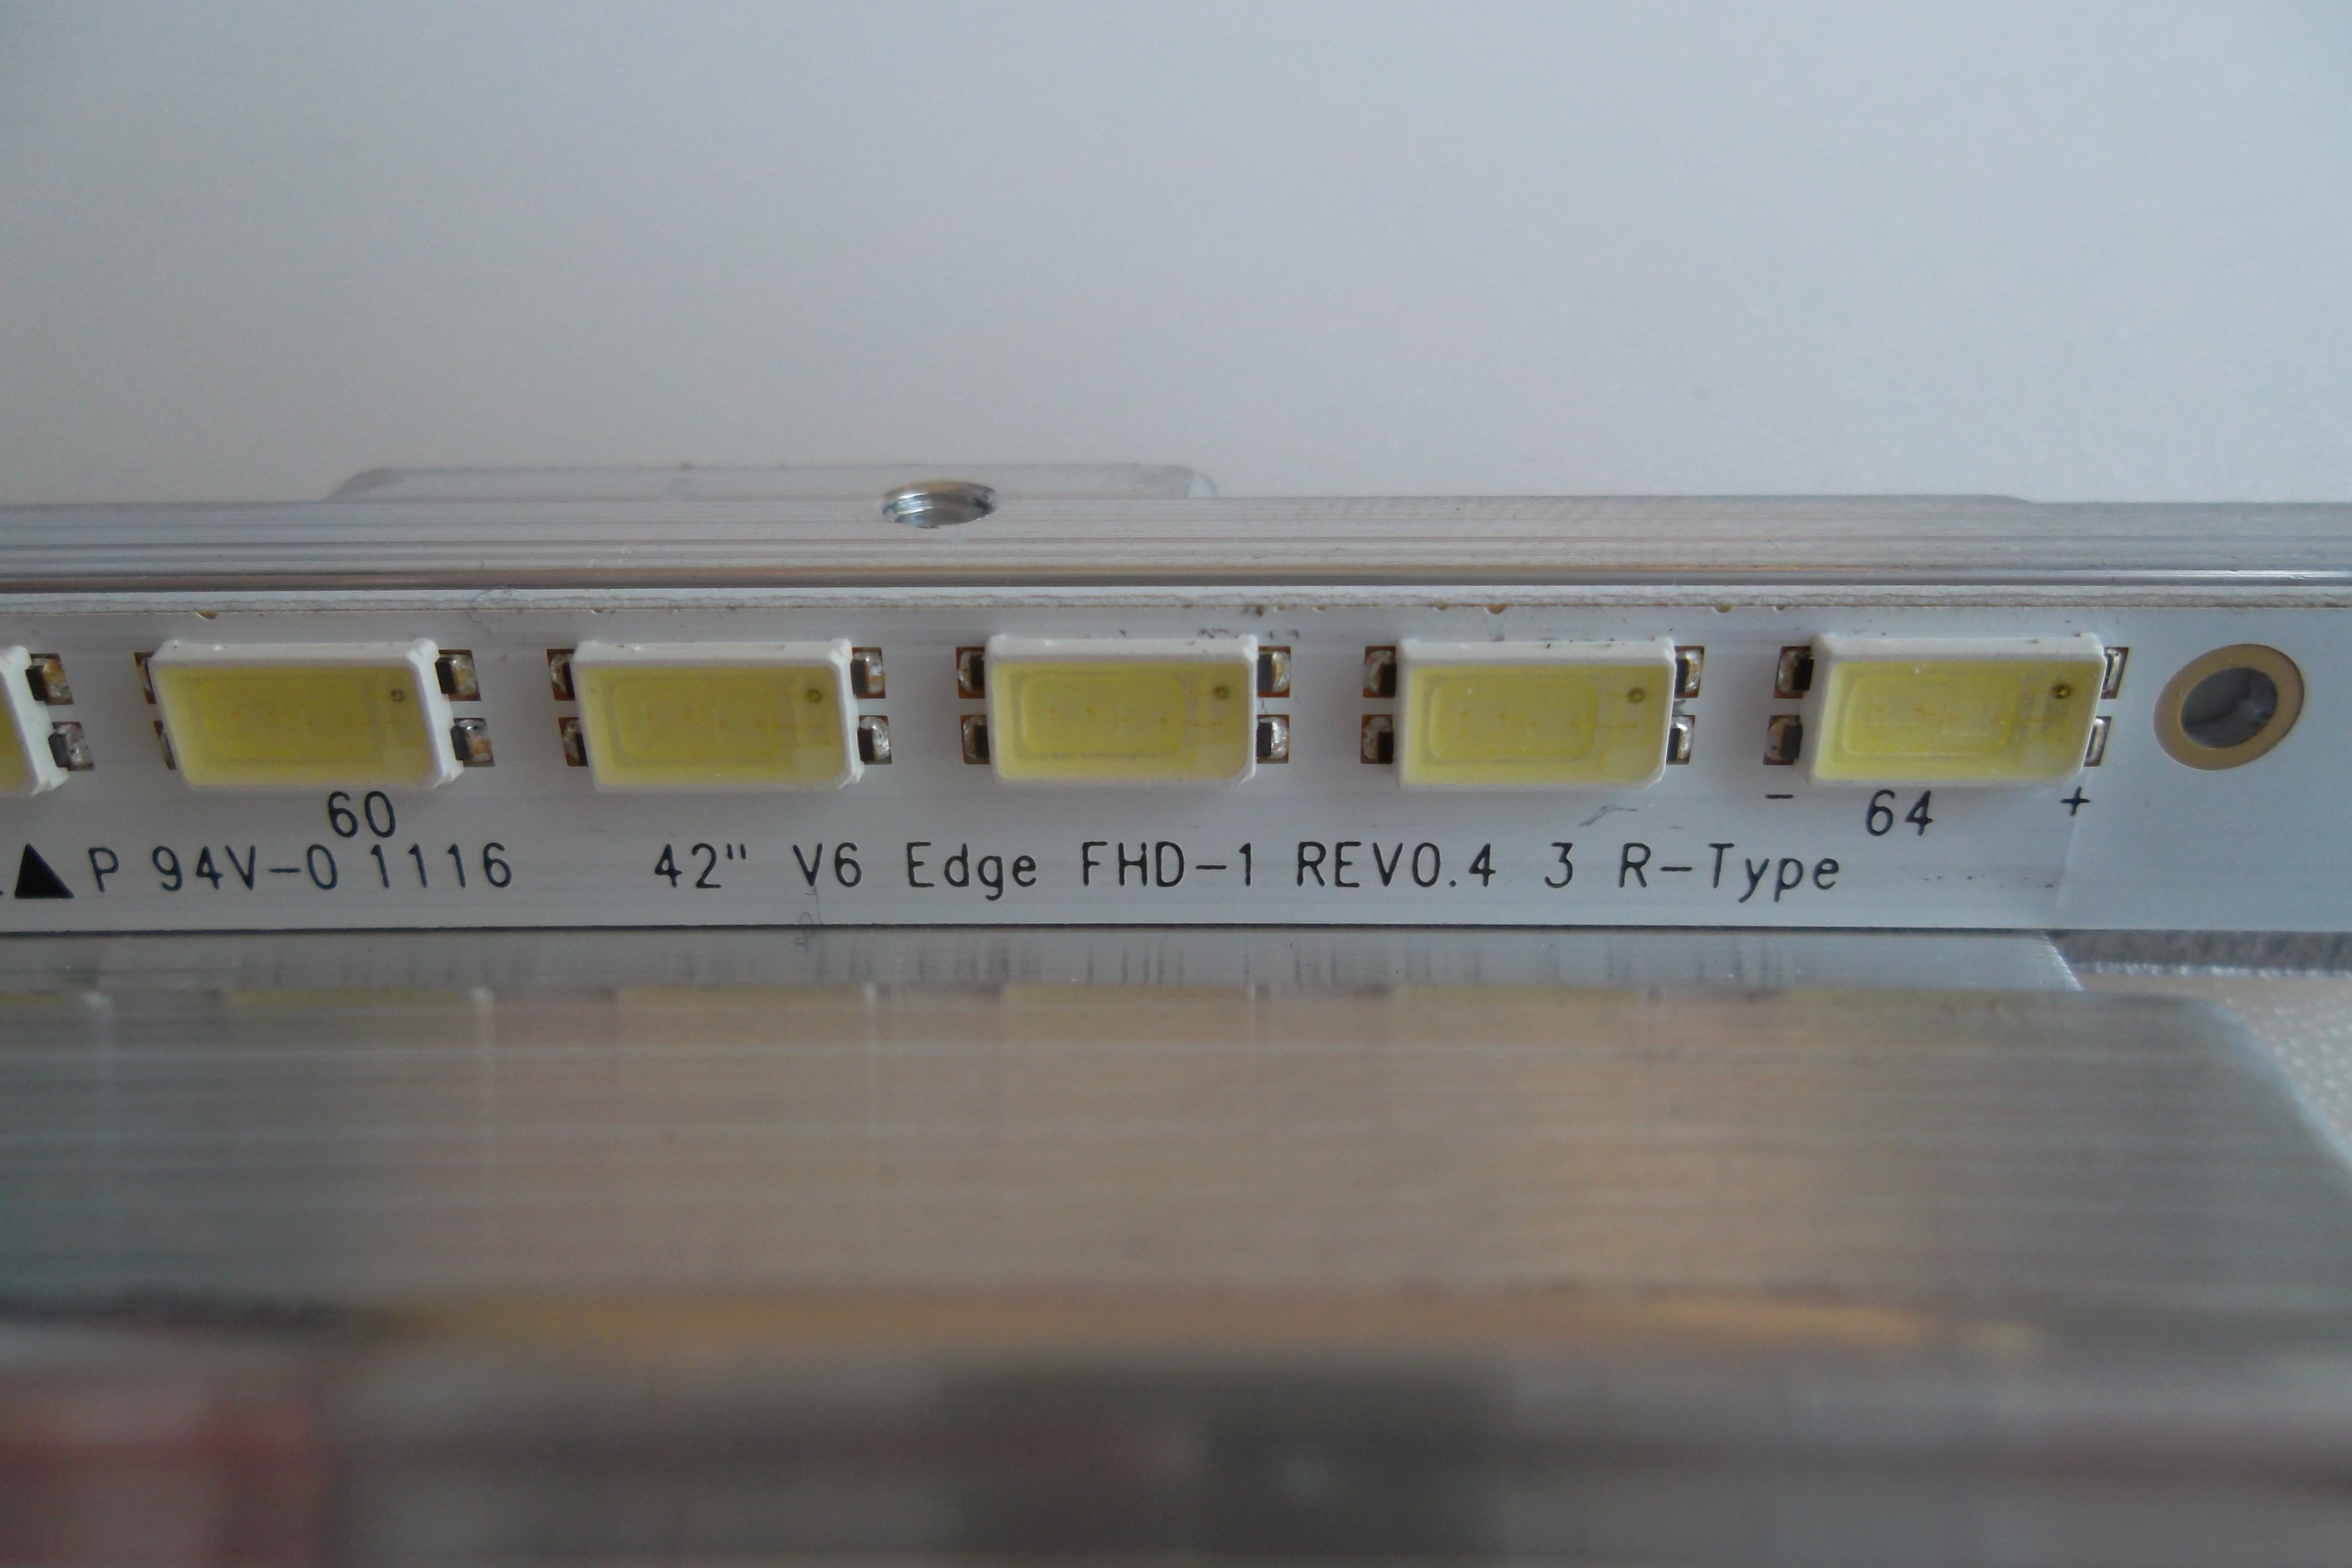 60
- 64 +
▲ P 94V-0 1116 42" V6 Edge FHD-1 REV0.4 3 R-Type